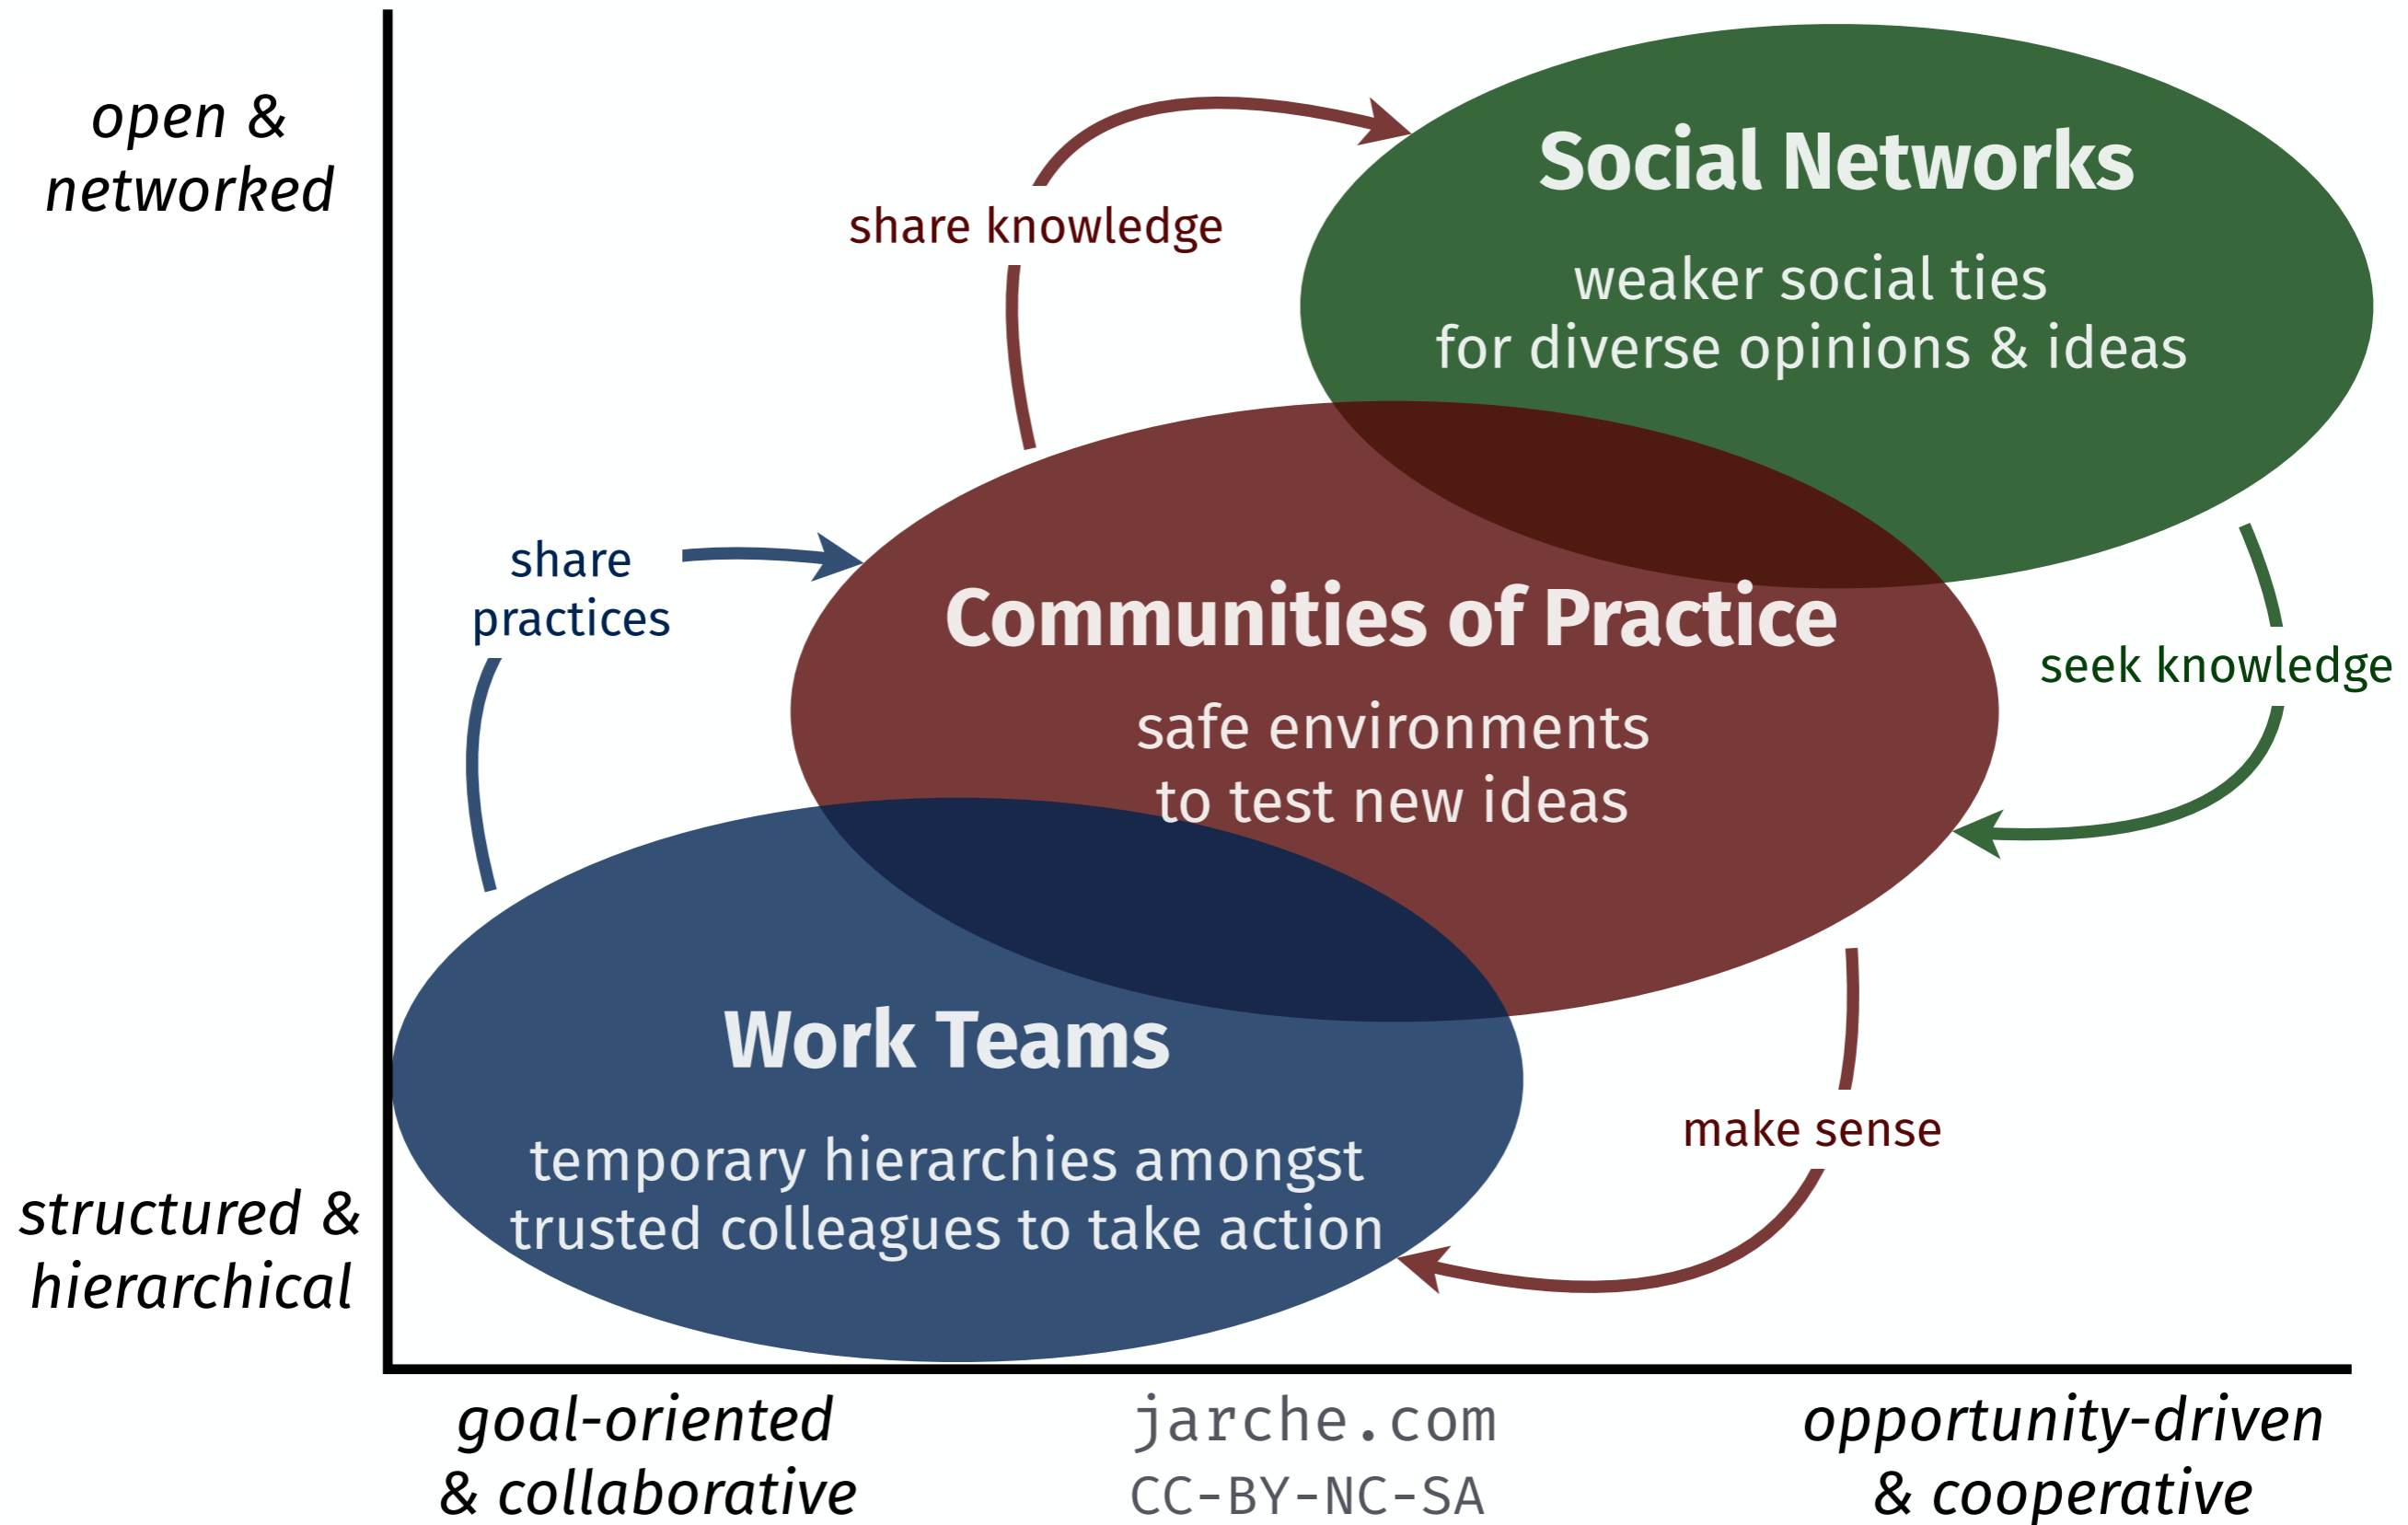 open &
networked
share knowledge
Social Networks
weaker social ties
for diverse opinions & ideas
share
practices
Communities of Practice
safe environments
to test new ideas
seek knowledge
Work Teams
temporary hierarchies amongst
trusted colleagues to take action
make sense
structured &
hierarchical
goal-oriented
& collaborative
jarche.com
CC-BY-NC-SA
opportunity-driven
& cooperative